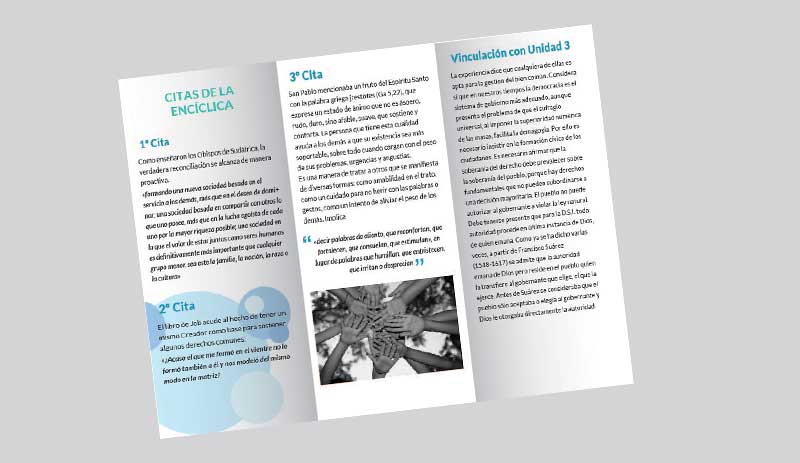 CITAS DE LA
ENCÍCLICA
1º Cita
Como enseñaron los Obispos de Sudáfrica, la
verdadera reconciliación se alcanza de manera
proactiva,
«formando una nueva sociedad basada en el
servicio a los demás, más que en el deseo de domi-
nar; una sociedad basada en compartir con otros lo
que uno posee, más que en la lucha egoísta de cada
uno por la mayor riqueza posible; una sociedad en
la que el valor de estar juntos como seres humanos
es definitivamente más importante que cualquier
grupo menor, sea este la familia, la nación, la raza o
la cultura»
2º Cita
El libro de Job acude al hecho de tener un
mismo Creador como base para sostener
algunos derechos comunes:
«¿Acaso el que me formó en el vientre no lo
formó también a él y nos modeló del mismo
modo en la matriz?
3º Cita
San Pablo mencionaba un fruto del Espíritu Santo
con la palabra griega jrestotes (Ga 5,22), que
expresa un estado de ánimo que no es áspero,
rudo, duro, sino afable, suave, que sostiene y
conforta. La persona que tiene esta cualidad
ayuda a los demás a que su existencia sea más
soportable, sobre todo cuando cargan con el peso
de sus problemas, urgencias y angustias.
Es una manera de tratar a otros que se manifiesta
de diversas formas: como amabilidad en el trato,
como un cuidado para no herir con las palabras o
gestos, como un intento de aliviar el peso de los
demás. Implica
“ «decir palabras de aliento, que reconfortan, que
fortalecen, que consuelan, que estimulan», en
lugar de palabras que humillan, que entristecen,
que irritan o desprecian ”
Vinculación con Unidad 3
La experiencia dice que cualquiera de ellas es
apta para la gestión del bien común. Considera
sí que en nuestros tiempos la democracia es el
sistema de gobierno más adecuado, aunque
presenta el problema de que el sufragio
universal, al imponer la superioridad numérica
de las masas, facilita la demagogia. Por ello es
necesario insistir en la formación cívica de los
ciudadanos. Es necesario afirmar que la
soberanía del derecho debe prevalecer sobre
la soberanía del pueblo, porque hay derechos
fundamentales que no pueden subordinarse a
una decisión mayoritaria. El pueblo no puede
autorizar al gobernante a violar la ley natural.
Debe tenerse presente que para la D.S.I. toda
autoridad procede en última instancia de Dios,
de quien emana. Como ya se ha dicho varias
veces, a partir de Francisco Suárez
(1548-1617) se admite que la autoridad
emana de Dios pero reside en el pueblo quien
la transfiere al gobernante que elige, el que la
ejerce. Antes de Suárez se consideraba que el
pueblo sólo aceptaba o elegía al gobernante y
Dios le otorgaba directamente la autoridad.